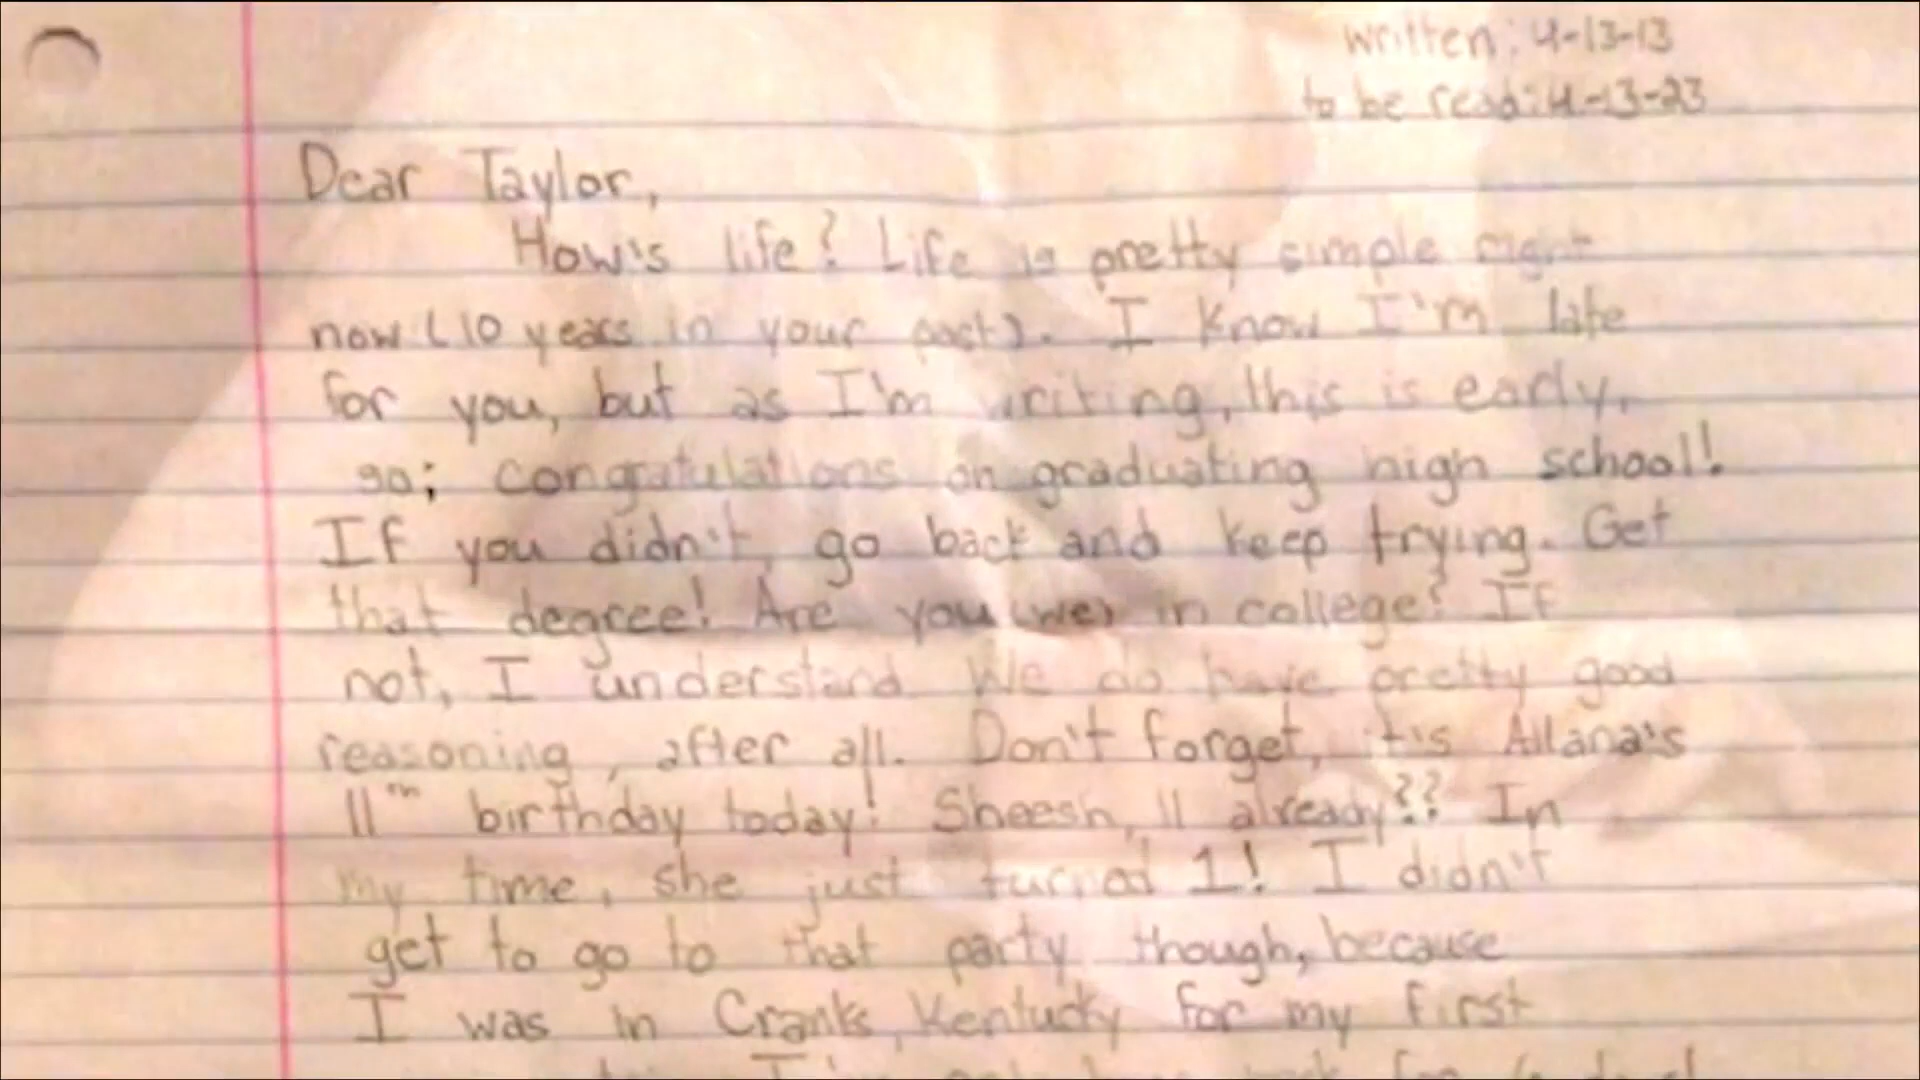 written: 4-13-13
to be read: 4-13-23
Dear Taylor,
How's life? Life is pretty simple right
now (10 years in your past). I know I'm late
for you, but as I'm writing, this is early,
so; congratulations on graduating high school!
If you didn't, go back and keep trying. Get
that degree! Are you (we) in college? If
not, I understand. We do have pretty good
reasoning, after all. Don't forget, it's Allana's
11th birthday today! Sheesh, 11 already?? In
my time, she just turned 1! I didn't
get to go to that party though, because
I was in Cranks, Kentucky for my first